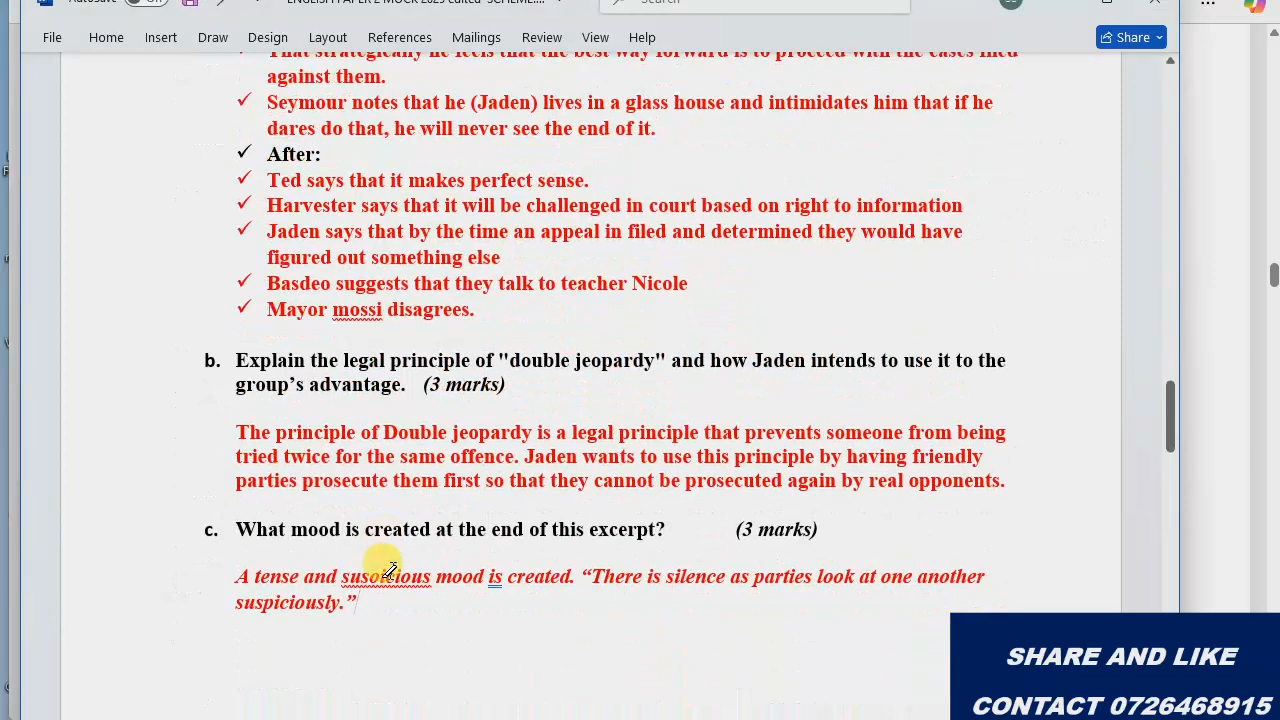 File Home Insert Draw Design Layout References Mailings Review View Help Share
against them.
✓ Seymour notes that he (Jaden) lives in a glass house and intimidates him that if he
dares do that, he will never see the end of it.
✓ After:
✓ Ted says that it makes perfect sense.
✓ Harvester says that it will be challenged in court based on right to information
✓ Jaden says that by the time an appeal in filed and determined they would have
figured out something else
✓ Basdeo suggests that they talk to teacher Nicole
✓ Mayor mossi disagrees.
b. Explain the legal principle of "double jeopardy" and how Jaden intends to use it to the
group’s advantage. (3 marks)
The principle of Double jeopardy is a legal principle that prevents someone from being
tried twice for the same offence. Jaden wants to use this principle by having friendly
parties prosecute them first so that they cannot be prosecuted again by real opponents.
c. What mood is created at the end of this excerpt? (3 marks)
A tense and susoicious mood is created. “There is silence as parties look at one another
suspiciously.”
SHARE AND LIKE
CONTACT 0726468915